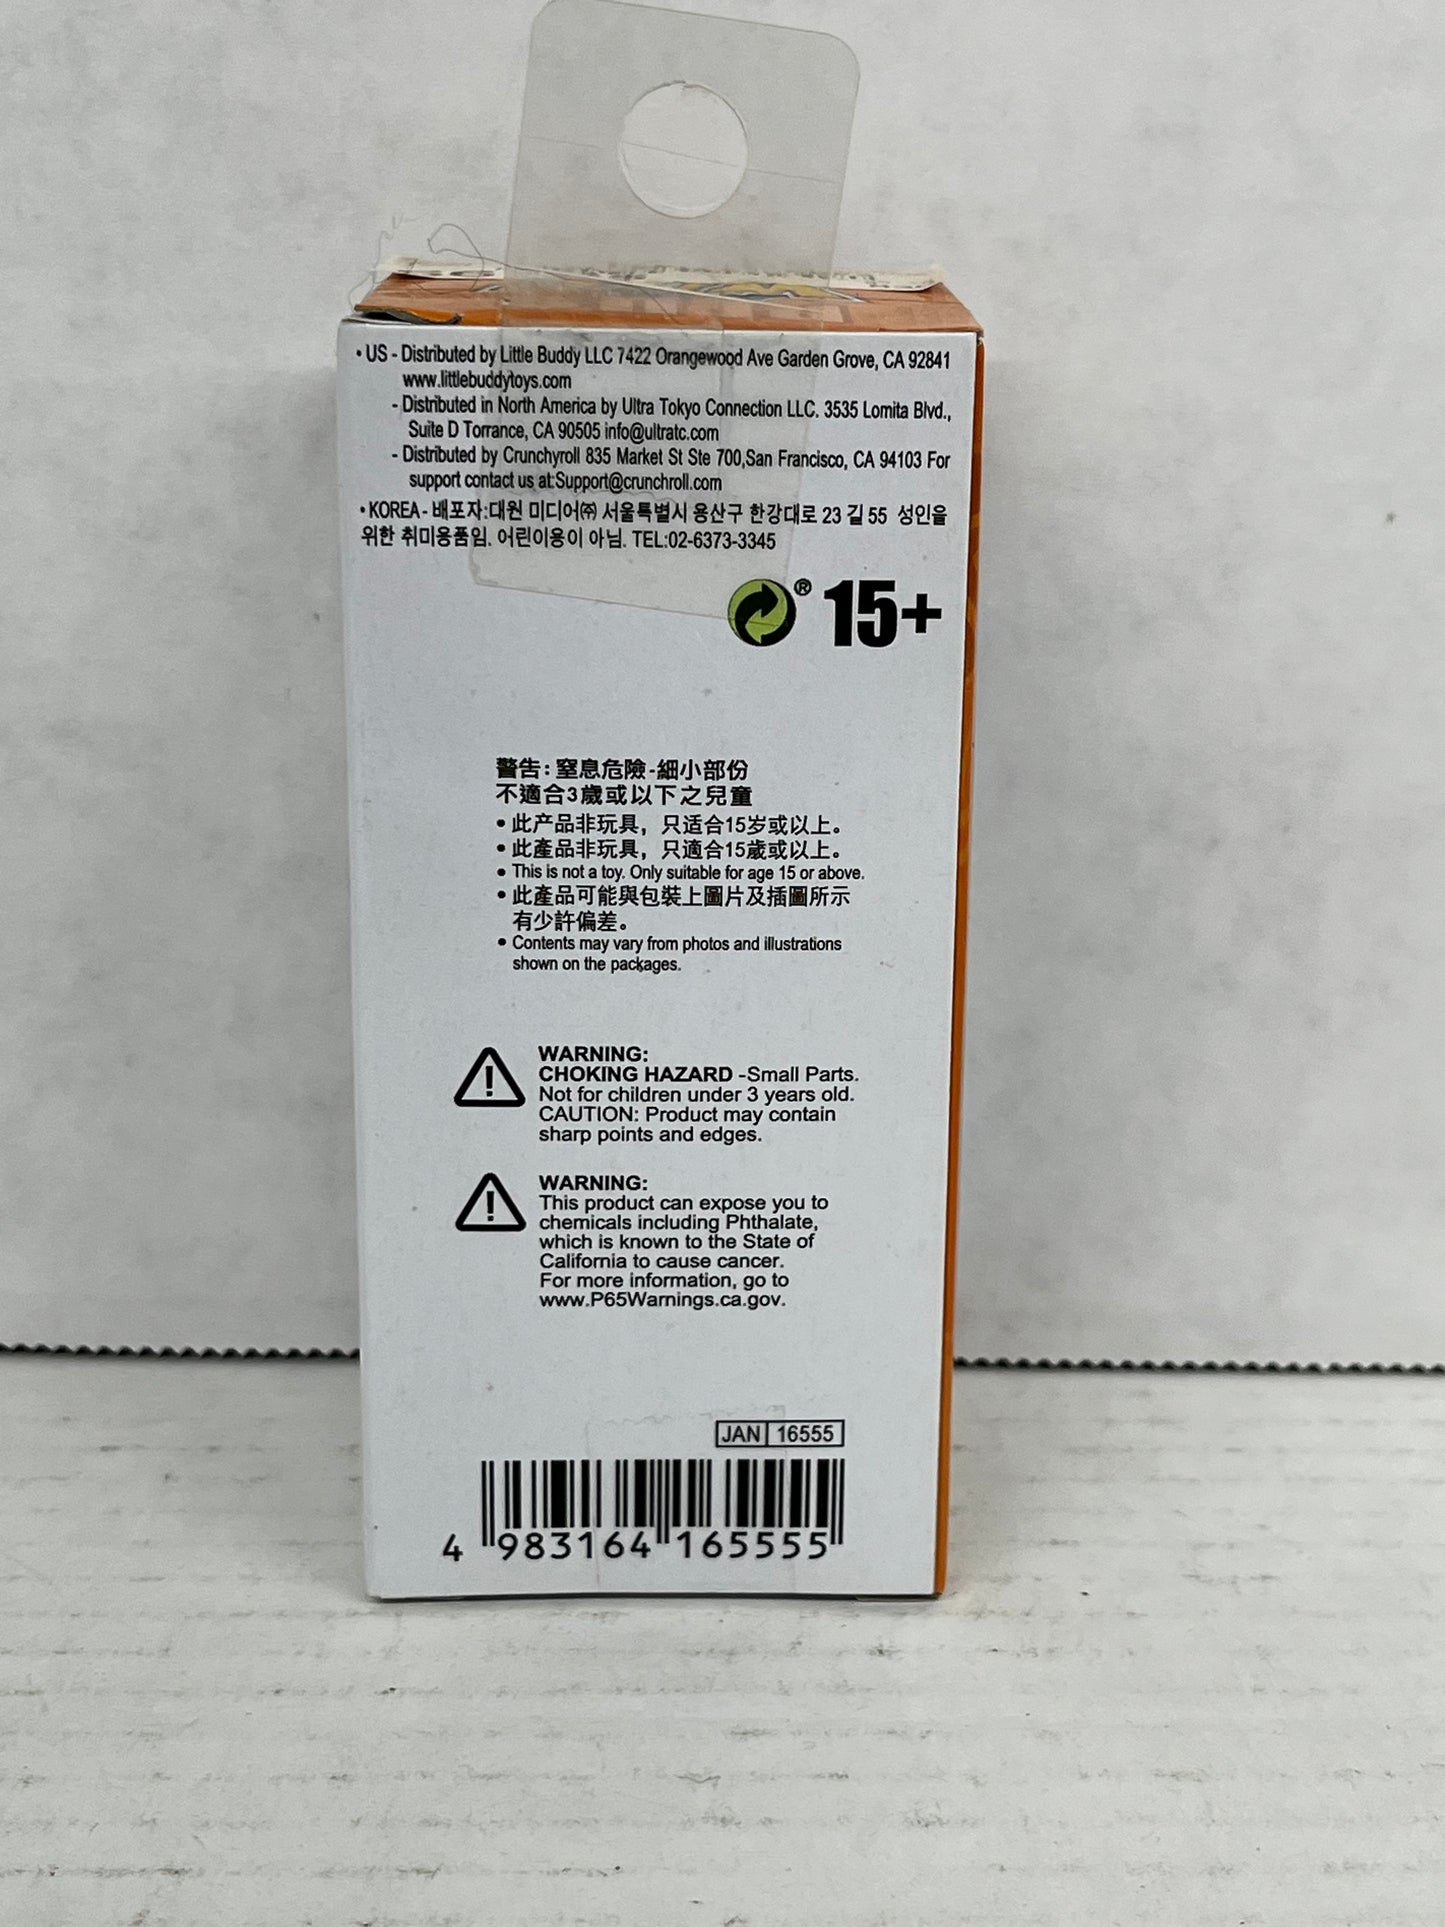 • US - Distributed by Little Buddy LLC 7422 Orangewood Ave Garden Grove, CA 92841
www.littlebuddytoys.com
- Distributed in North America by Ultra Tokyo Connection LLC. 3535 Lomita Blvd.,
Suite D Torrance, CA 90505 info@ultratc.com
- Distributed by Crunchyroll 835 Market St Ste 700,San Francisco, CA 94103 For
support contact us at:Support@crunchroll.com
• KOREA - 배포자:대원 미디어㈜ 서울특별시 용산구 한강대로 23 길 55 성인을
위한 취미용품임. 어린이용이 아님. TEL:02-6373-3345
® 15+
警告: 窒息危險-細小部份
不適合3歲或以下之兒童
• 此产品非玩具，只适合15岁或以上。
• 此產品非玩具，只適合15歲或以上。
• This is not a toy. Only suitable for age 15 or above.
• 此產品可能與包裝上圖片及插圖所示
有少許偏差。
• Contents may vary from photos and illustrations
shown on the packages.
WARNING:
CHOKING HAZARD -Small Parts.
Not for children under 3 years old.
CAUTION: Product may contain
sharp points and edges.
WARNING:
This product can expose you to
chemicals including Phthalate,
which is known to the State of
California to cause cancer.
For more information, go to
www.P65Warnings.ca.gov.
JAN 16555
4 983164 165555